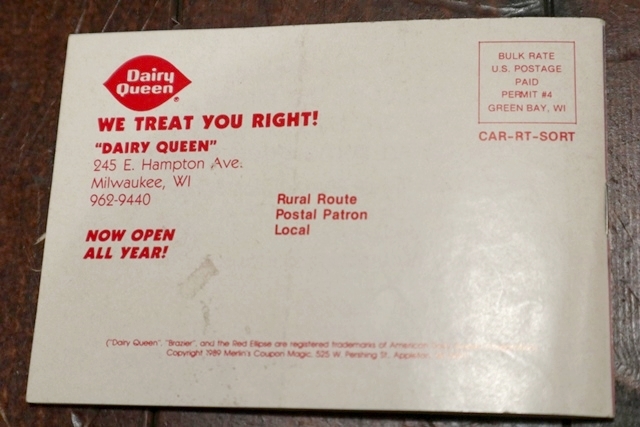 Dairy
Queen®
WE TREAT YOU RIGHT!
"DAIRY QUEEN"
245 E. Hampton Ave.
Milwaukee, WI
962-9440
NOW OPEN
ALL YEAR!
BULK RATE
U.S. POSTAGE
PAID
PERMIT #4
GREEN BAY, WI
CAR-RT-SORT
Rural Route
Postal Patron
Local
("Dairy Queen", "Brazier", and the Red Ellipse are registered trademarks of American
Copyright 1989 Merlin's Coupon Magic, 525 W. Pershing St., Appleton,